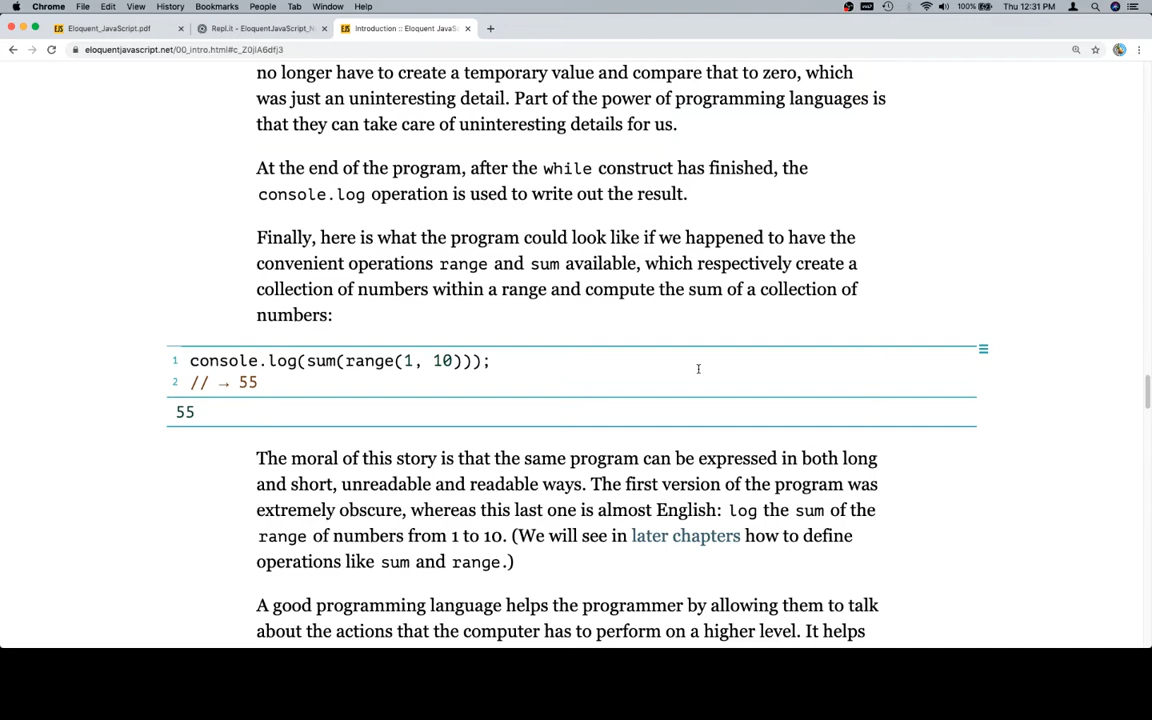 Chrome File Edit View History Bookmarks People Tab Window Help 100% Thu 12:31 PM
Eloquent_JavaScript.pdf × Repl.it - EloquentJavaScript_N × Introduction :: Eloquent JavaSc × +
eloquentjavascript.net/00_intro.html#c_Z0jlA6dfj3
no longer have to create a temporary value and compare that to zero, which
was just an uninteresting detail. Part of the power of programming languages is
that they can take care of uninteresting details for us.
At the end of the program, after the while construct has finished, the
console.log operation is used to write out the result.
Finally, here is what the program could look like if we happened to have the
convenient operations range and sum available, which respectively create a
collection of numbers within a range and compute the sum of a collection of
numbers:
1 console.log(sum(range(1, 10)));
2 // → 55
55
The moral of this story is that the same program can be expressed in both long
and short, unreadable and readable ways. The first version of the program was
extremely obscure, whereas this last one is almost English: log the sum of the
range of numbers from 1 to 10. (We will see in later chapters how to define
operations like sum and range.)
A good programming language helps the programmer by allowing them to talk
about the actions that the computer has to perform on a higher level. It helps